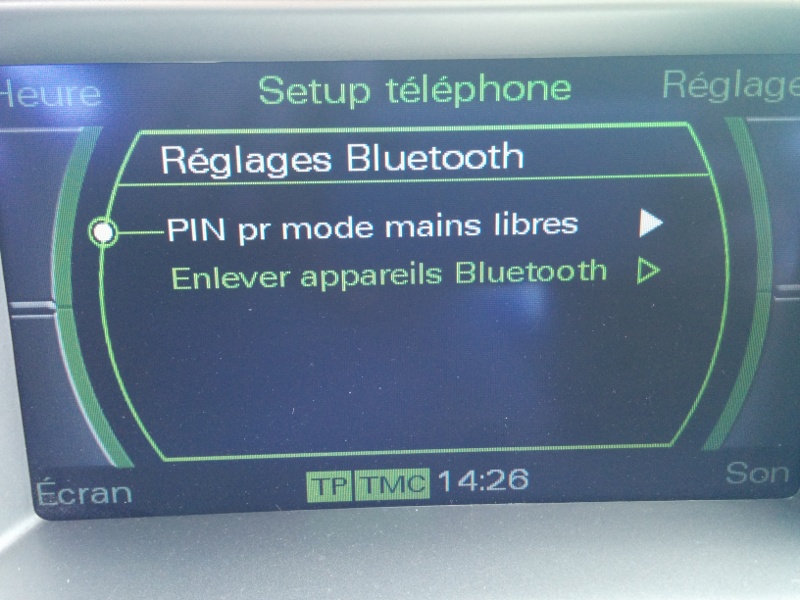 Heure
Setup téléphone
Réglage
Réglages Bluetooth
PIN pr mode mains libres
Enlever appareils Bluetooth
Écran
TP TMC 14:26
Son